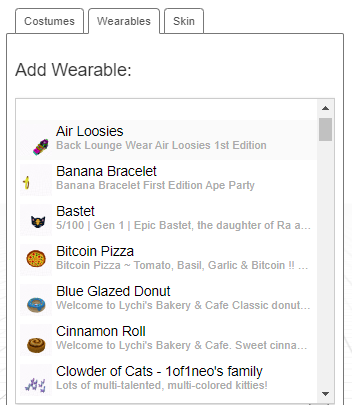 Costumes
Wearables
Skin
Add Wearable:
Air Loosies
Back Lounge Wear Air Loosies 1st Edition
Banana Bracelet
Banana Bracelet First Edition Ape Party
Bastet
5/100 | Gen 1 | Epic Bastet, the daughter of Ra a...
Bitcoin Pizza
Bitcoin Pizza ~ Tomato, Basil, Garlic & Bitcoin !! ...
Blue Glazed Donut
Welcome to Lychi's Bakery & Cafe Classic donut...
Cinnamon Roll
Welcome to Lychi's Bakery & Cafe. Sweet cinna...
Clowder of Cats - 1of1neo's family
Lots of multi-talented, multi-colored kitties!